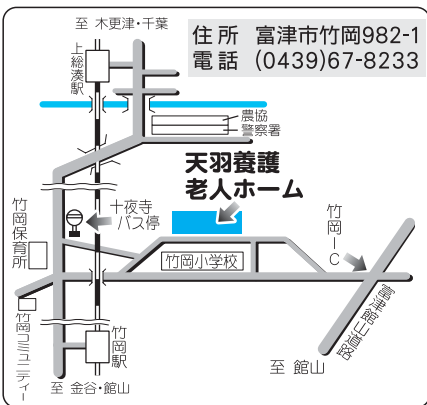 至 木更津・千葉
住所 富津市竹岡982-1
電話 (0439)67-8233
上総湊駅
農協
警察署
天羽養護
老人ホーム
十夜寺
バス停
竹岡保育所
竹岡IC
竹岡小学校
富津館山道路
竹岡コミュニティー
竹岡駅
至 館山
至 金谷・館山